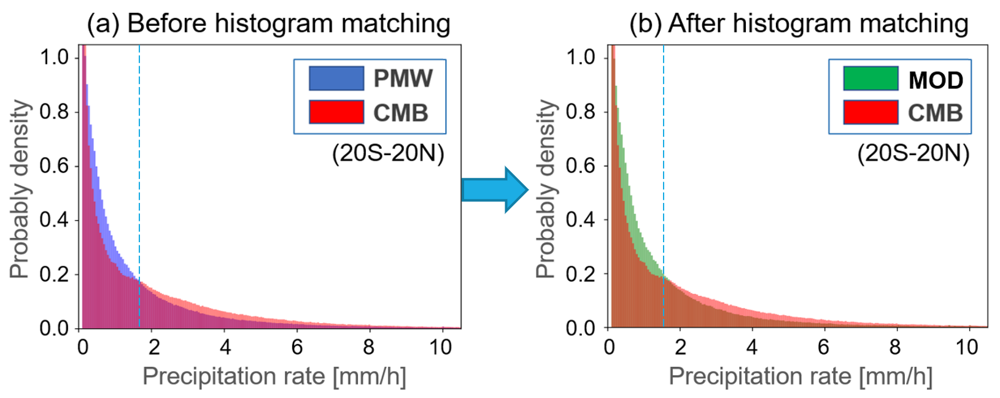 (a) Before histogram matching
Probably density
1.0
0.8
0.6
0.4
0.2
0.0
PMW
CMB
(20S-20N)
0 2 4 6 8 10
Precipitation rate [mm/h]
(b) After histogram matching
Probably density
1.0
0.8
0.6
0.4
0.2
0.0
MOD
CMB
(20S-20N)
0 2 4 6 8 10
Precipitation rate [mm/h]